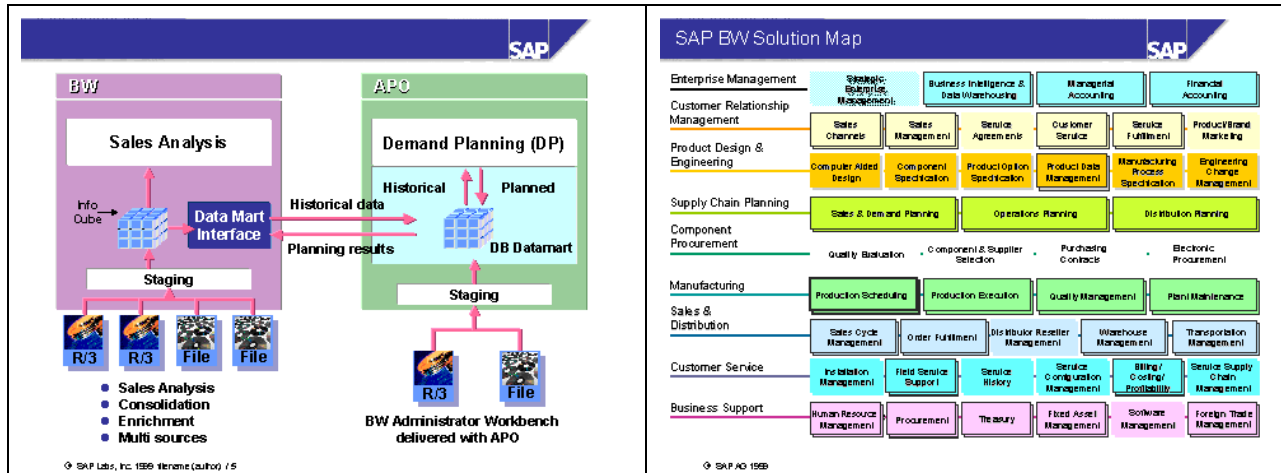 SAP
BW
APO
Sales Analysis
Demand Planning (DP)
Historical
Planned
Info
Cube
Data Mart
Interface
Historical data
Planning results
DB Datamart
Staging
Staging
R/3
R/3
File
File
R/3
File
Sales Analysis
Consolidation
Enrichment
Multi sources
BW Administrator Workbench
delivered with APO
© SAP Labs, Inc. 1999 filename (author) / 5
SAP BW Solution Map
SAP
Enterprise Management
Strategic
Enterprise
Management
Business Intelligence &
Data Warehousing
Managerial
Accounting
Financial
Accounting
Customer Relationship
Management
Sales
Channels
Sales
Management
Service
Agreements
Customer
Service
Service
Fulfillment
Product/Brand
Marketing
Product Design &
Engineering
Computer Aided
Design
Component
Specification
Product Option
Specification
Product Data
Management
Manufacturing
Process
Specification
Engineering
Change
Management
Supply Chain Planning
Sales & Demand Planning
Operations Planning
Distribution Planning
Component
Procurement
Quality Evaluation
Component & Supplier
Selection
Purchasing
Contracts
Electronic
Procurement
Manufacturing
Production Scheduling
Production Execution
Quality Management
Plant Maintenance
Sales &
Distribution
Sales Cycle
Management
Order Fulfillment
Distributor Reseller
Management
Warehouse
Management
Transportation
Management
Customer Service
Installation
Management
Field Service
Support
Service
History
Service
Configuration
Management
Billing/
Costing/
Profitability
Service Supply
Chain
Management
Business Support
Human Resource
Management
Procurement
Treasury
Fixed Asset
Management
Software
Management
Foreign Trade
Management
© SAP AG 1999